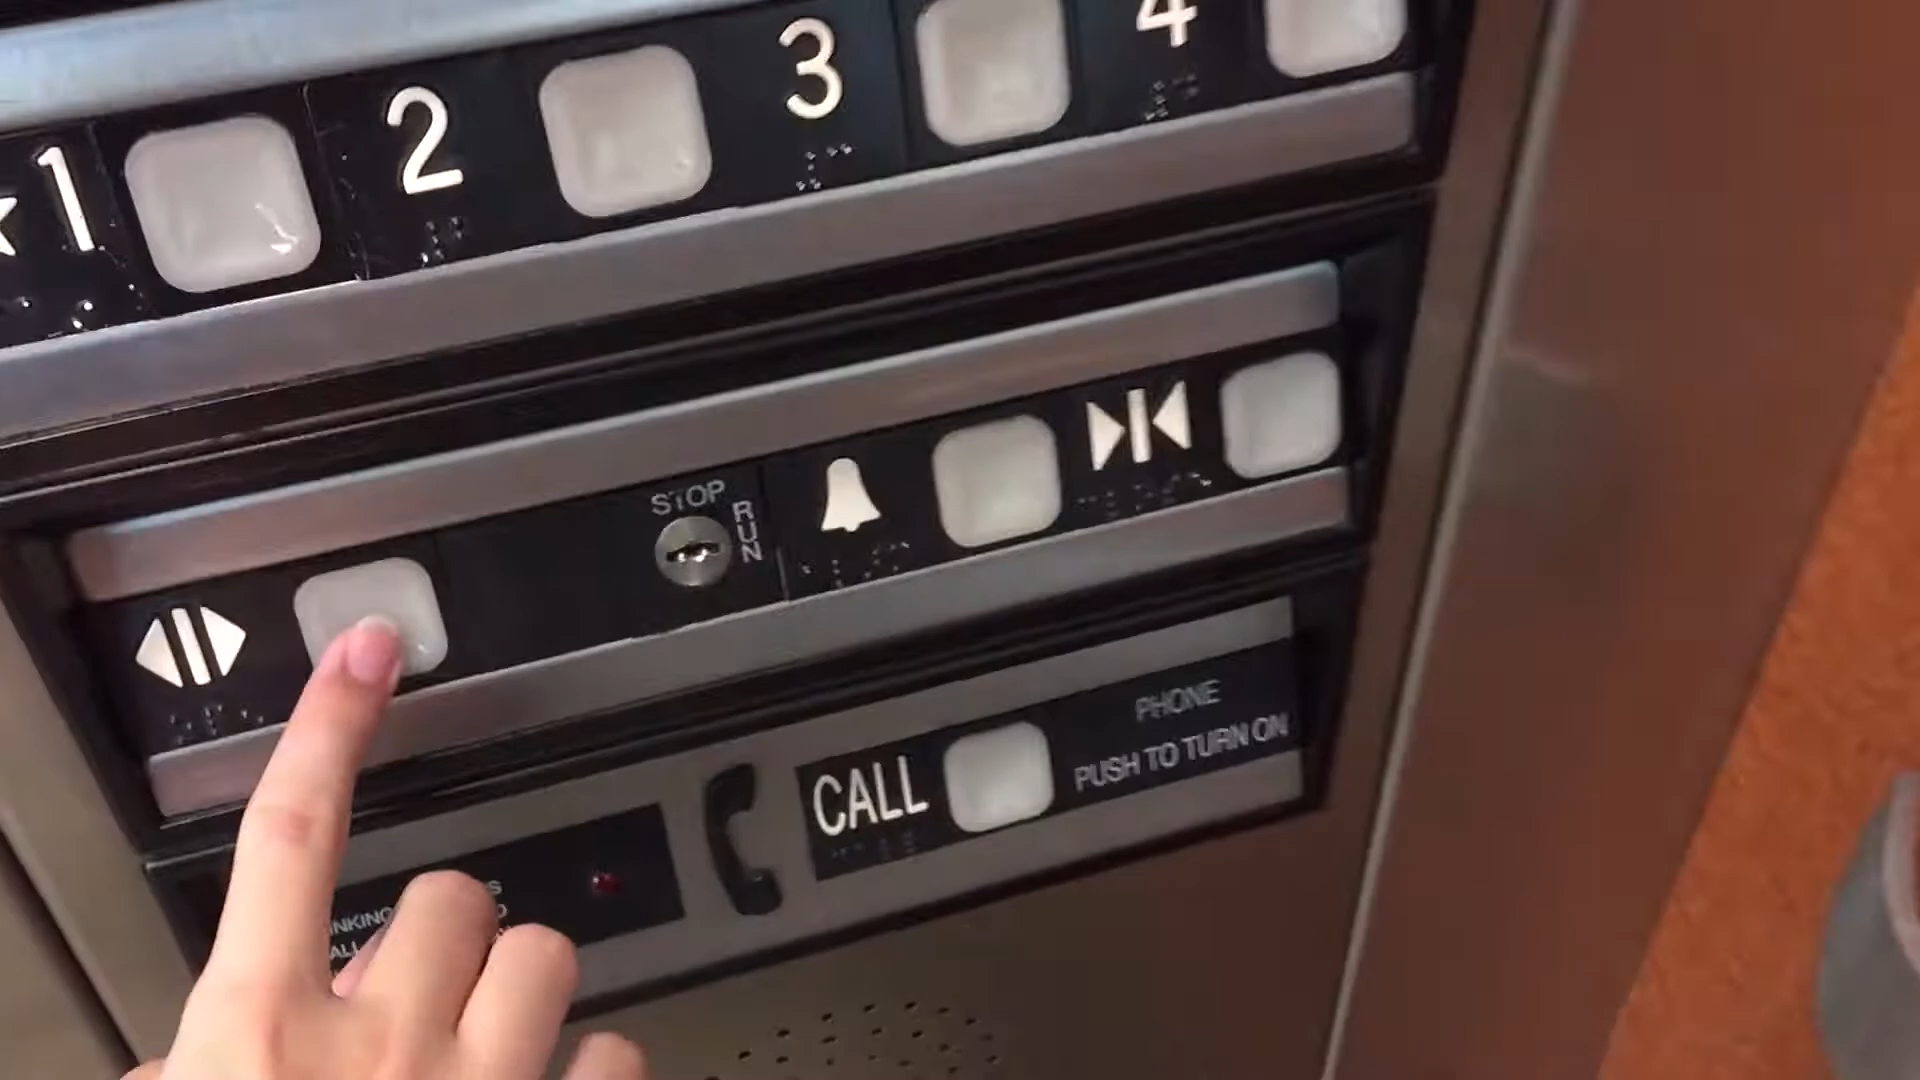 ★1 2 3 4
STOP
RUN
CALL
PHONE
PUSH TO TURN ON